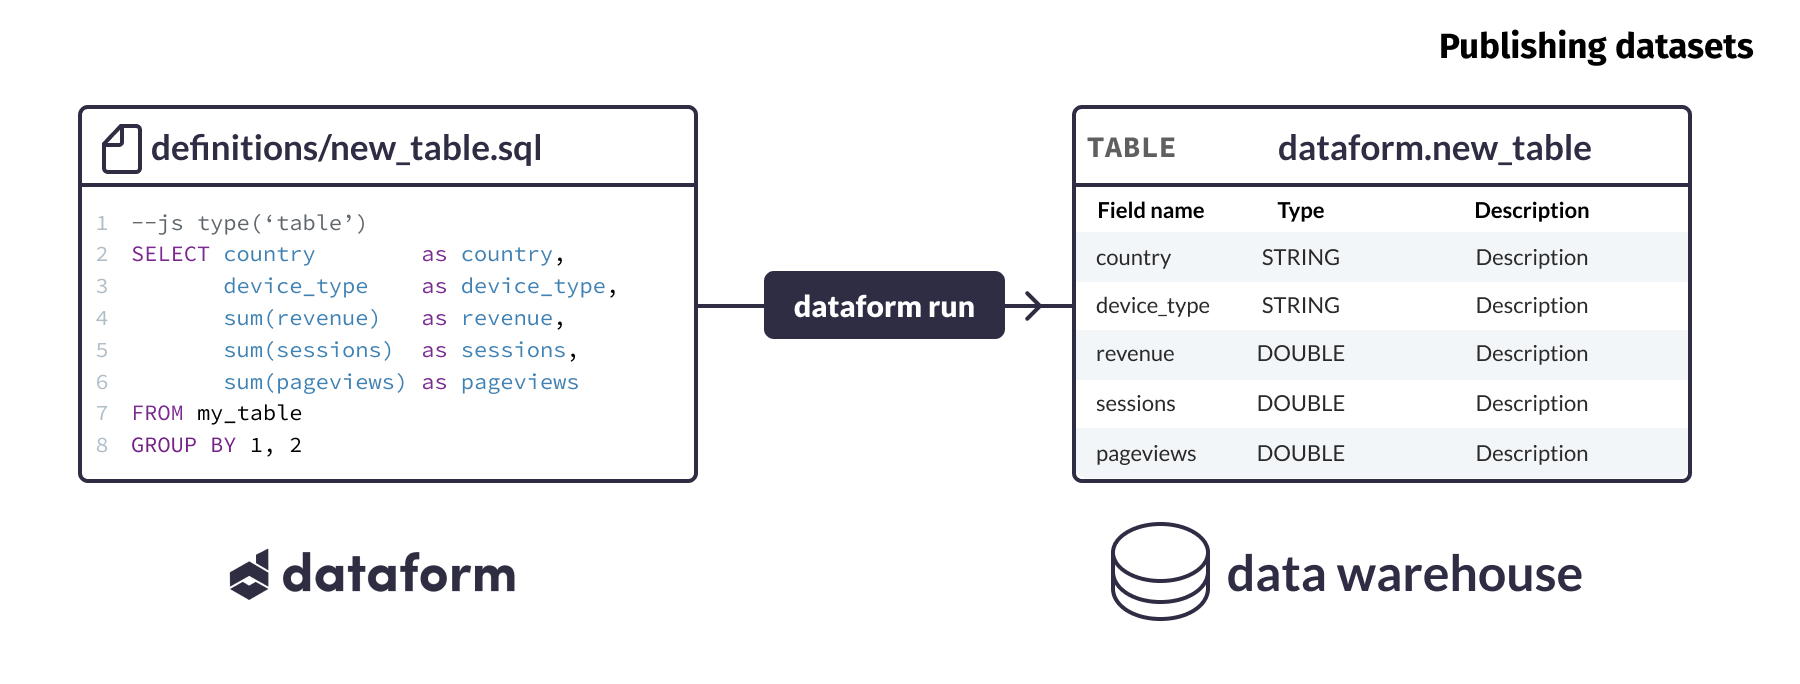 Publishing datasets
definitions/new_table.sql
1 --js type(‘table’)
2 SELECT country as country,
3 device_type as device_type,
4 sum(revenue) as revenue,
5 sum(sessions) as sessions,
6 sum(pageviews) as pageviews
7 FROM my_table
8 GROUP BY 1, 2
dataform
dataform run
TABLE dataform.new_table
Field name Type Description
country STRING Description
device_type STRING Description
revenue DOUBLE Description
sessions DOUBLE Description
pageviews DOUBLE Description
data warehouse